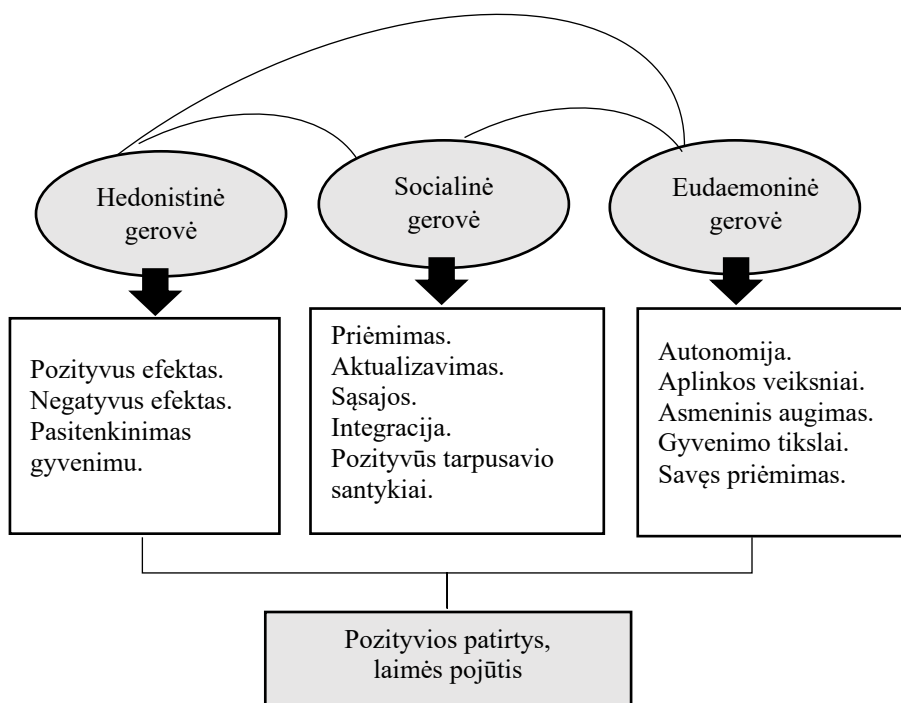 Hedonistinė
gerovė
Socialinė
gerovė
Eudaemoninė
gerovė
Pozityvus efektas.
Negatyvus efektas.
Pasitenkinimas
gyvenimu.
Priėmimas.
Aktualizavimas.
Sąsajos.
Integracija.
Pozityvūs tarpusavio
santykiai.
Autonomija.
Aplinkos veiksniai.
Asmeninis augimas.
Gyvenimo tikslai.
Savęs priėmimas.
Pozityvios patirtys,
laimės pojūtis